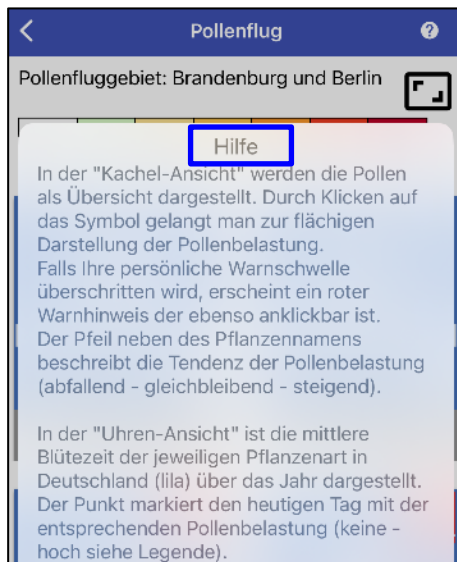 Pollenflug
Pollenfluggebiet: Brandenburg und Berlin
Hilfe
In der "Kachel-Ansicht" werden die Pollen
als Übersicht dargestellt. Durch Klicken auf
das Symbol gelangt man zur flächigen
Darstellung der Pollenbelastung.
Falls Ihre persönliche Warnschwelle
überschritten wird, erscheint ein roter
Warnhinweis der ebenso anklickbar ist.
Der Pfeil neben des Pflanzennamens
beschreibt die Tendenz der Pollenbelastung
(abfallend - gleichbleibend - steigend).
In der "Uhren-Ansicht" ist die mittlere
Blütezeit der jeweiligen Pflanzenart in
Deutschland (lila) über das Jahr dargestellt.
Der Punkt markiert den heutigen Tag mit der
entsprechenden Pollenbelastung (keine -
hoch siehe Legende).